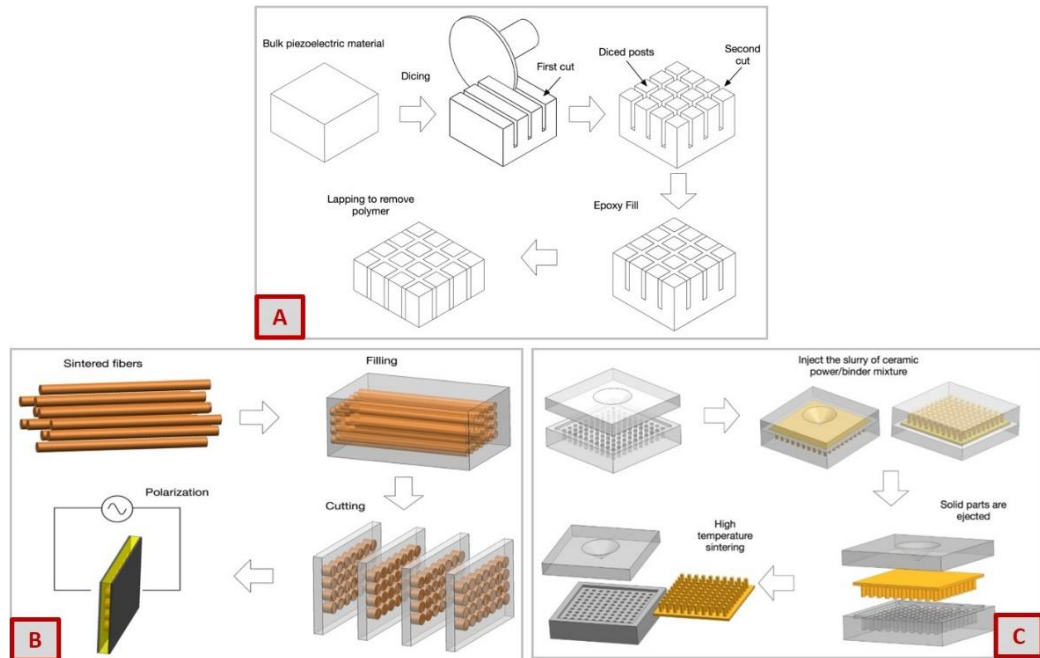 Bulk piezoelectric material
Dicing
First cut
Diced posts
Second
cut
Lapping to remove
polymer
Epoxy Fill
A
Sintered fibers
Filling
Polarization
Cutting
B
Inject the slurry of ceramic
power/binder mixture
Solid parts are
ejected
High
temperature
sintering
C